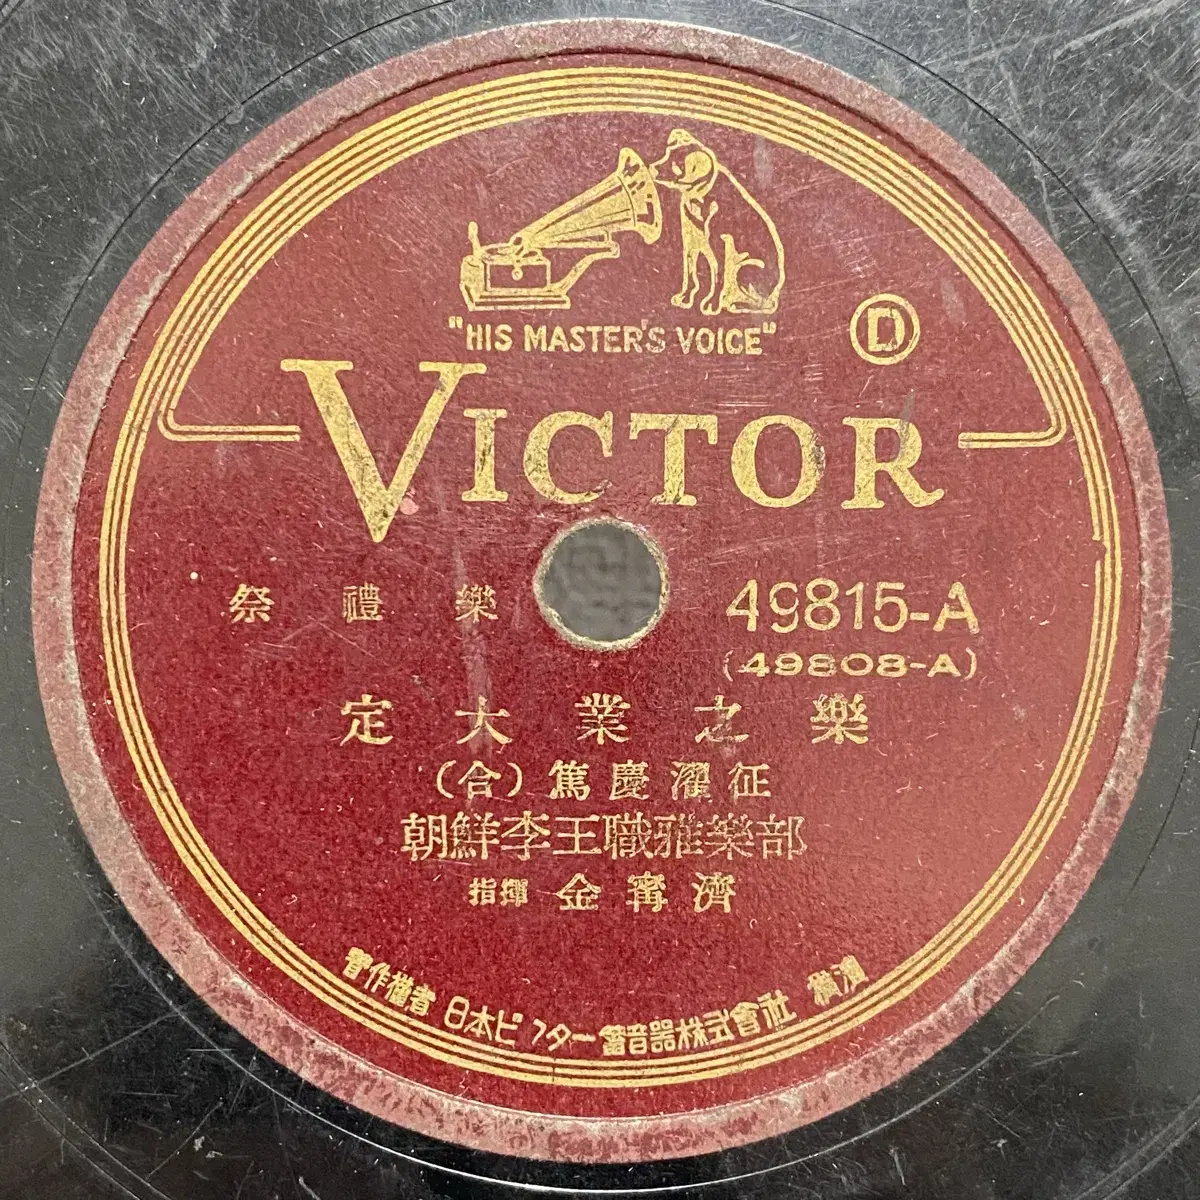 "HIS MASTER'S VOICE"
D
VICTOR
祭禮樂
49815-A
(49808-A)
定大業之樂
(合) 篤慶濯征
朝鮮李王職雅樂部
指揮 金寗濟
著作權者 日本ビクター蓄音器株式會社 橫濱